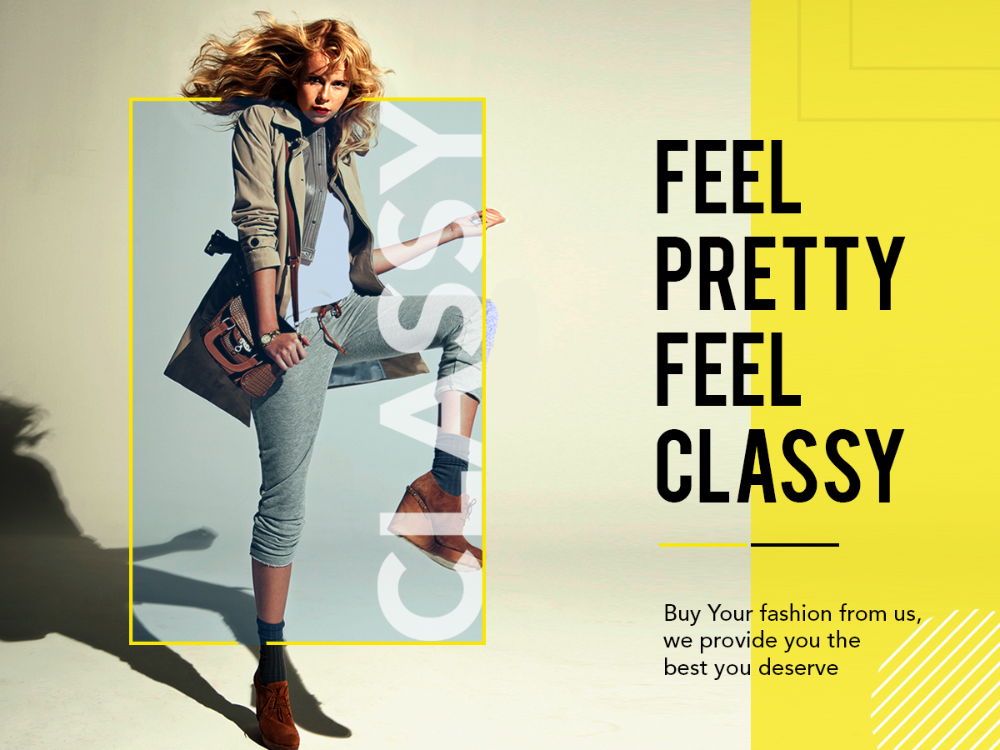 CLASSY
FEEL
PRETTY
FEEL
CLASSY
Buy Your fashion from us,
we provide you the
best you deserve